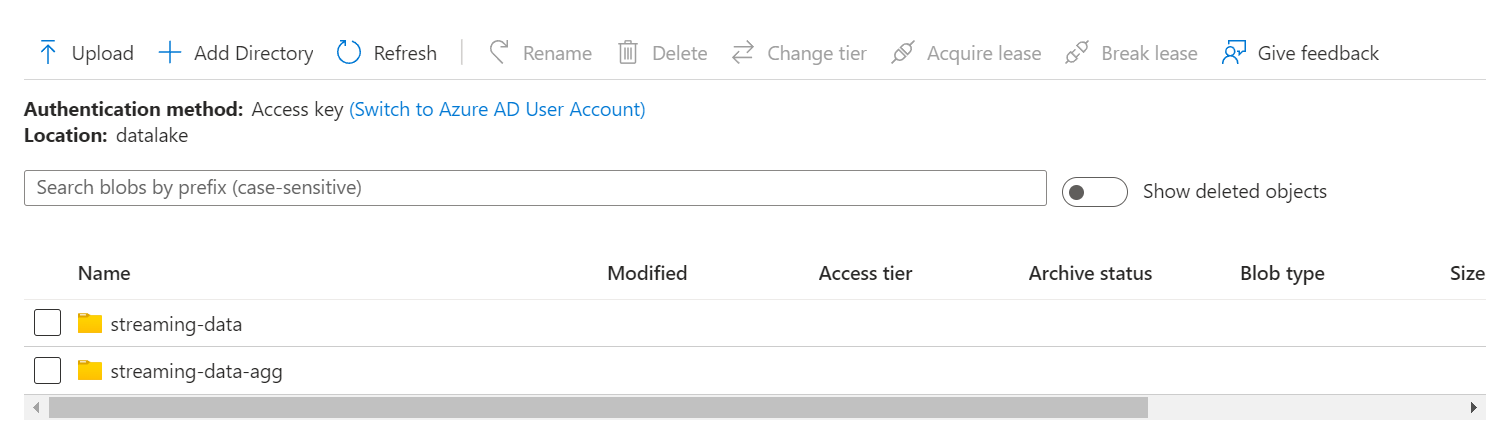 Upload Add Directory Refresh Rename Delete Change tier Acquire lease Break lease Give feedback
Authentication method: Access key (Switch to Azure AD User Account)
Location: datalake
Search blobs by prefix (case-sensitive) Show deleted objects
Name Modified Access tier Archive status Blob type Size
streaming-data
streaming-data-agg